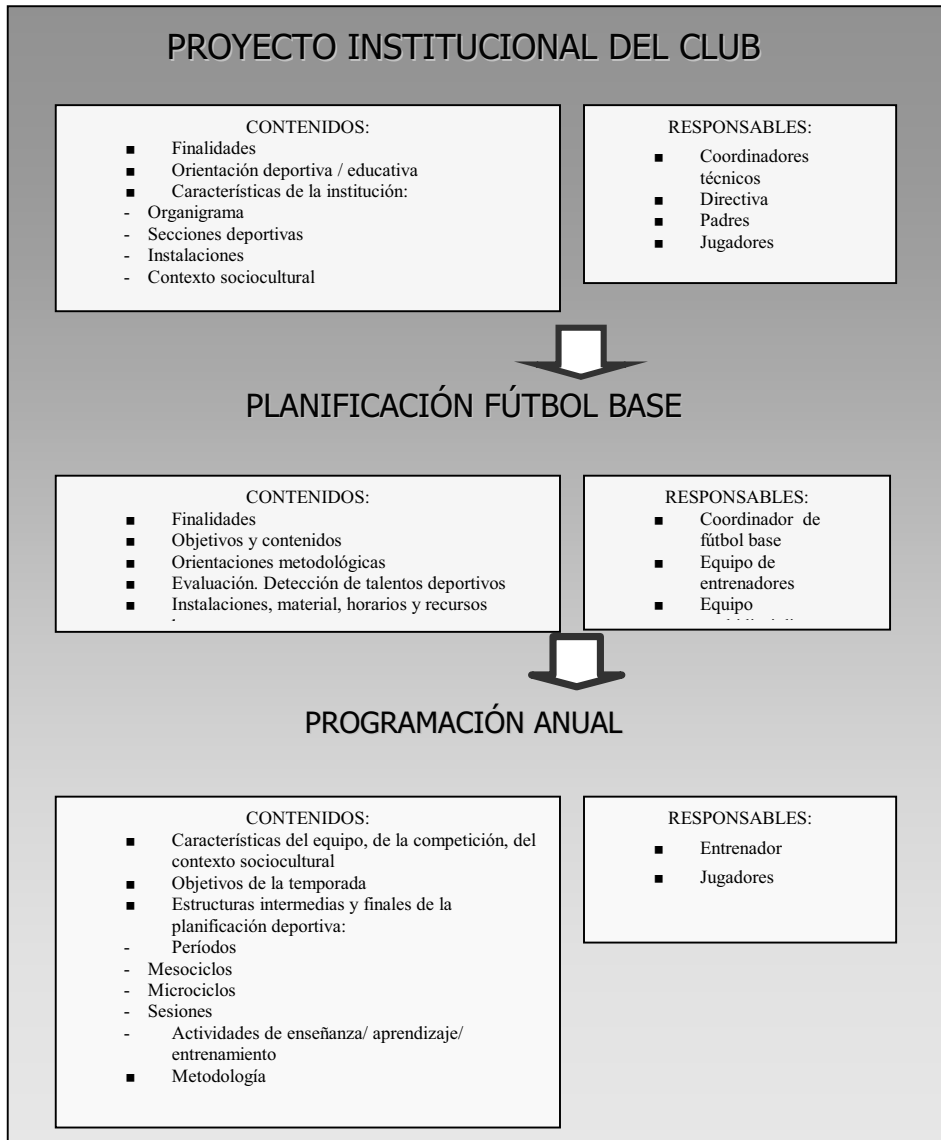 PROYECTO INSTITUCIONAL DEL CLUB
CONTENIDOS:
■ Finalidades
■ Orientación deportiva / educativa
■ Características de la institución:
- Organigrama
- Secciones deportivas
- Instalaciones
- Contexto sociocultural
RESPONSABLES:
■ Coordinadores
técnicos
■ Directiva
■ Padres
■ Jugadores
PLANIFICACIÓN FÚTBOL BASE
CONTENIDOS:
■ Finalidades
■ Objetivos y contenidos
■ Orientaciones metodológicas
■ Evaluación. Detección de talentos deportivos
■ Instalaciones, material, horarios y recursos
RESPONSABLES:
■ Coordinador de
fútbol base
■ Equipo de
entrenadores
■ Equipo
PROGRAMACIÓN ANUAL
CONTENIDOS:
■ Características del equipo, de la competición, del
contexto sociocultural
■ Objetivos de la temporada
■ Estructuras intermedias y finales de la
planificación deportiva:
- Períodos
- Mesociclos
- Microciclos
- Sesiones
- Actividades de enseñanza/ aprendizaje/
entrenamiento
■ Metodología
RESPONSABLES:
■ Entrenador
■ Jugadores